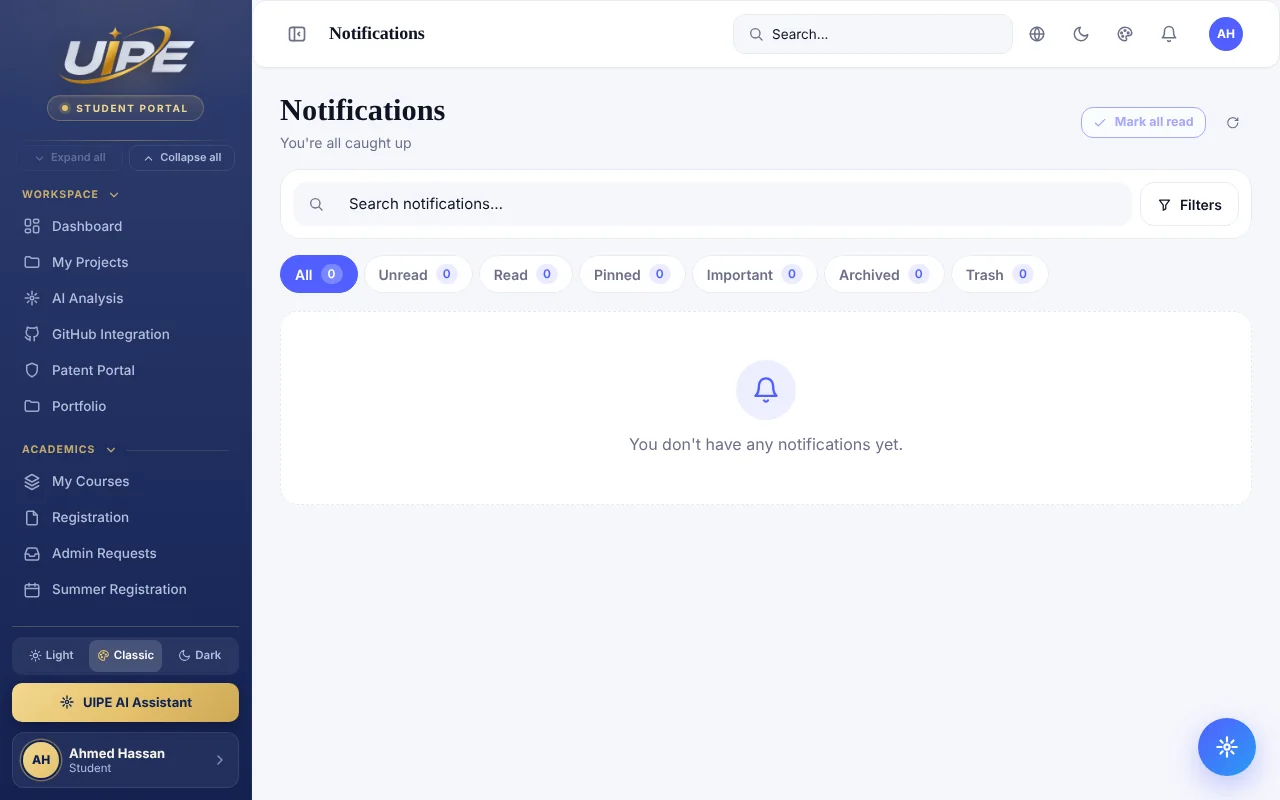 UIPE
STUDENT PORTAL
Expand all
Collapse all
WORKSPACE
Dashboard
My Projects
AI Analysis
GitHub Integration
Patent Portal
Portfolio
ACADEMICS
My Courses
Registration
Admin Requests
Summer Registration
Light
Classic
Dark
UIPE AI Assistant
AH
Ahmed Hassan
Student
Notifications
Search...
AH
Notifications
You're all caught up
Mark all read
Search notifications...
Filters
All 0
Unread 0
Read 0
Pinned 0
Important 0
Archived 0
Trash 0
You don't have any notifications yet.